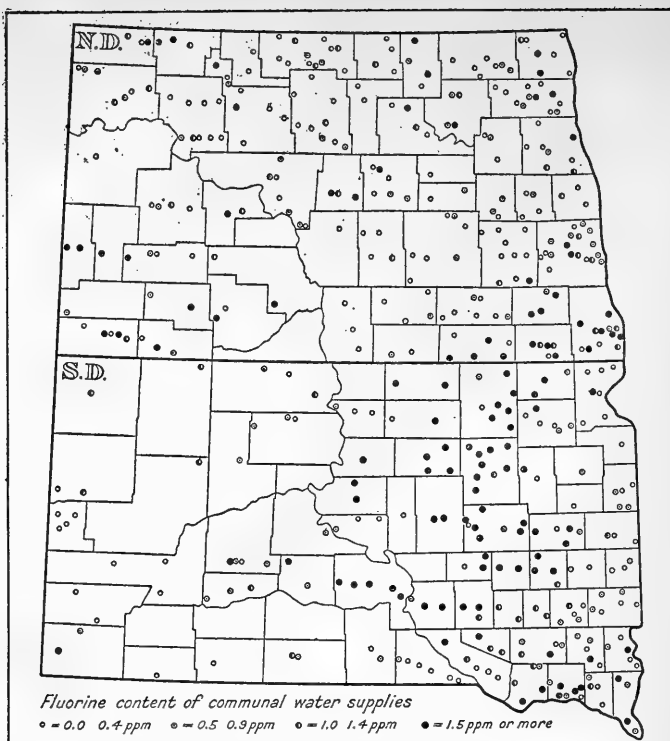 N.D.
S.D.
Fluorine content of communal water supplies
= 0.0 0.4 ppm = 0.5 0.9 ppm = 1.0 1.4 ppm = 1.5 ppm or more